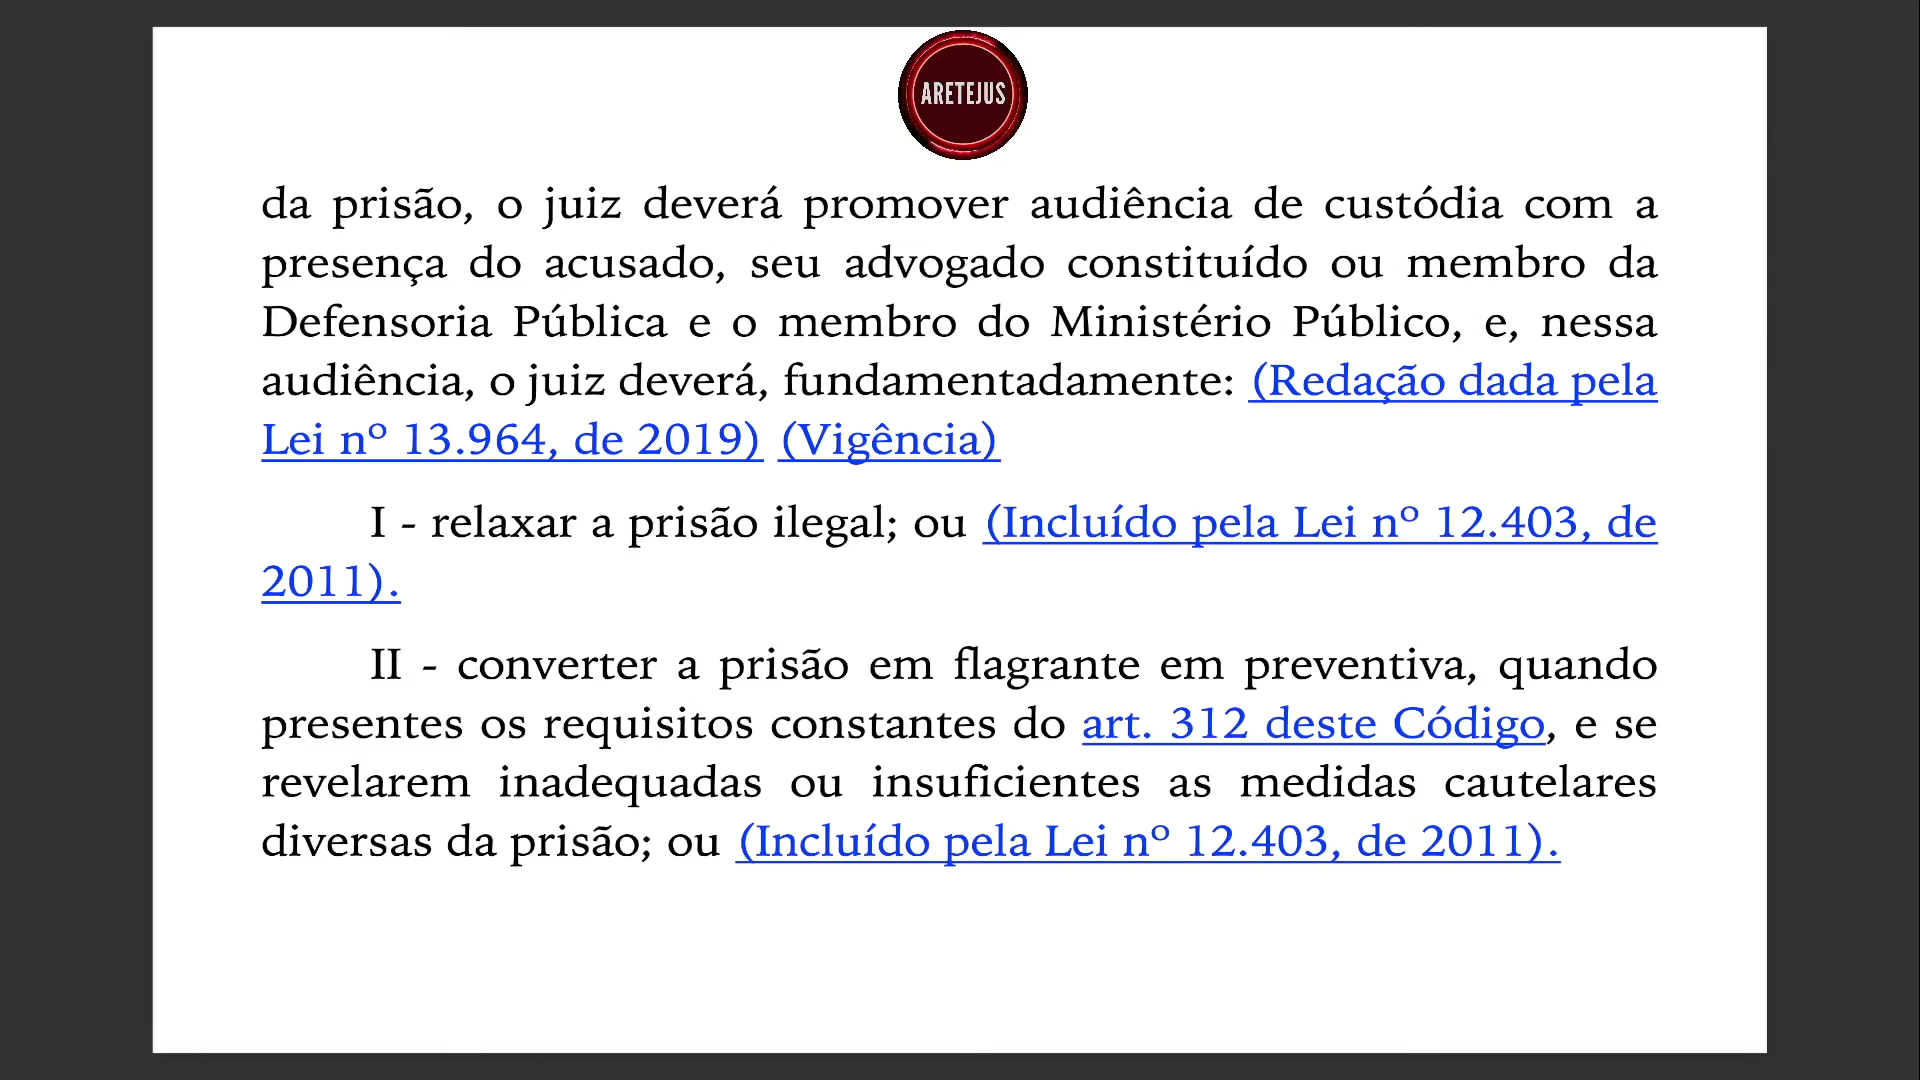 ARETEJUS
da prisão, o juiz deverá promover audiência de custódia com a
presença do acusado, seu advogado constituído ou membro da
Defensoria Pública e o membro do Ministério Público, e, nessa
audiência, o juiz deverá, fundamentadamente: (Redação dada pela
Lei nº 13.964, de 2019) (Vigência)
I - relaxar a prisão ilegal; ou (Incluído pela Lei nº 12.403, de
2011).
II - converter a prisão em flagrante em preventiva, quando
presentes os requisitos constantes do art. 312 deste Código, e se
revelarem inadequadas ou insuficientes as medidas cautelares
diversas da prisão; ou (Incluído pela Lei nº 12.403, de 2011).